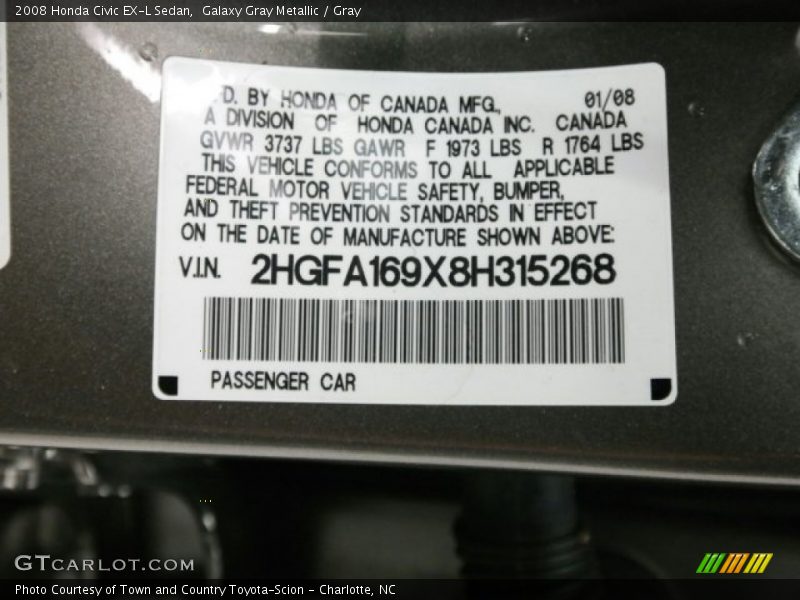 2008 Honda Civic EX-L Sedan,  Galaxy Gray Metallic / Gray
D. BY HONDA OF CANADA MFG., 01/08
A DIVISION OF HONDA CANADA INC. CANADA
GVWR 3737 LBS GAWR F 1973 LBS R 1764 LBS
THIS VEHICLE CONFORMS TO ALL APPLICABLE
FEDERAL MOTOR VEHICLE SAFETY, BUMPER,
AND THEFT PREVENTION STANDARDS IN EFFECT
ON THE DATE OF MANUFACTURE SHOWN ABOVE:
V.I.N. 2HGFA169X8H315268
PASSENGER CAR
GTCARLOT.COM
Photo Courtesy of Town and Country Toyota-Scion - Charlotte, NC